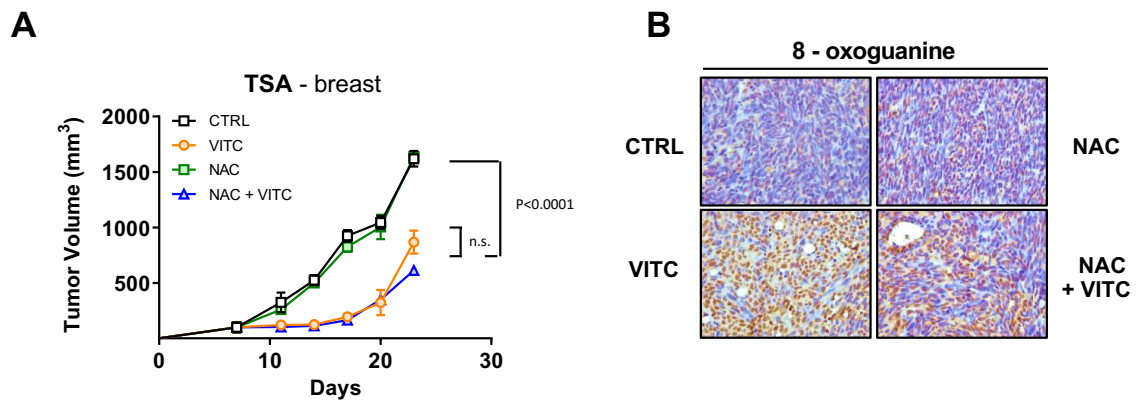 A
TSA - breast
Tumor Volume (mm³)
2000
1500
1000
500
0
10
20
30
Days
CTRL
VITC
NAC
NAC + VITC
P<0.0001
n.s.
B
8 - oxoguanine
CTRL
NAC
VITC
NAC
+ VITC